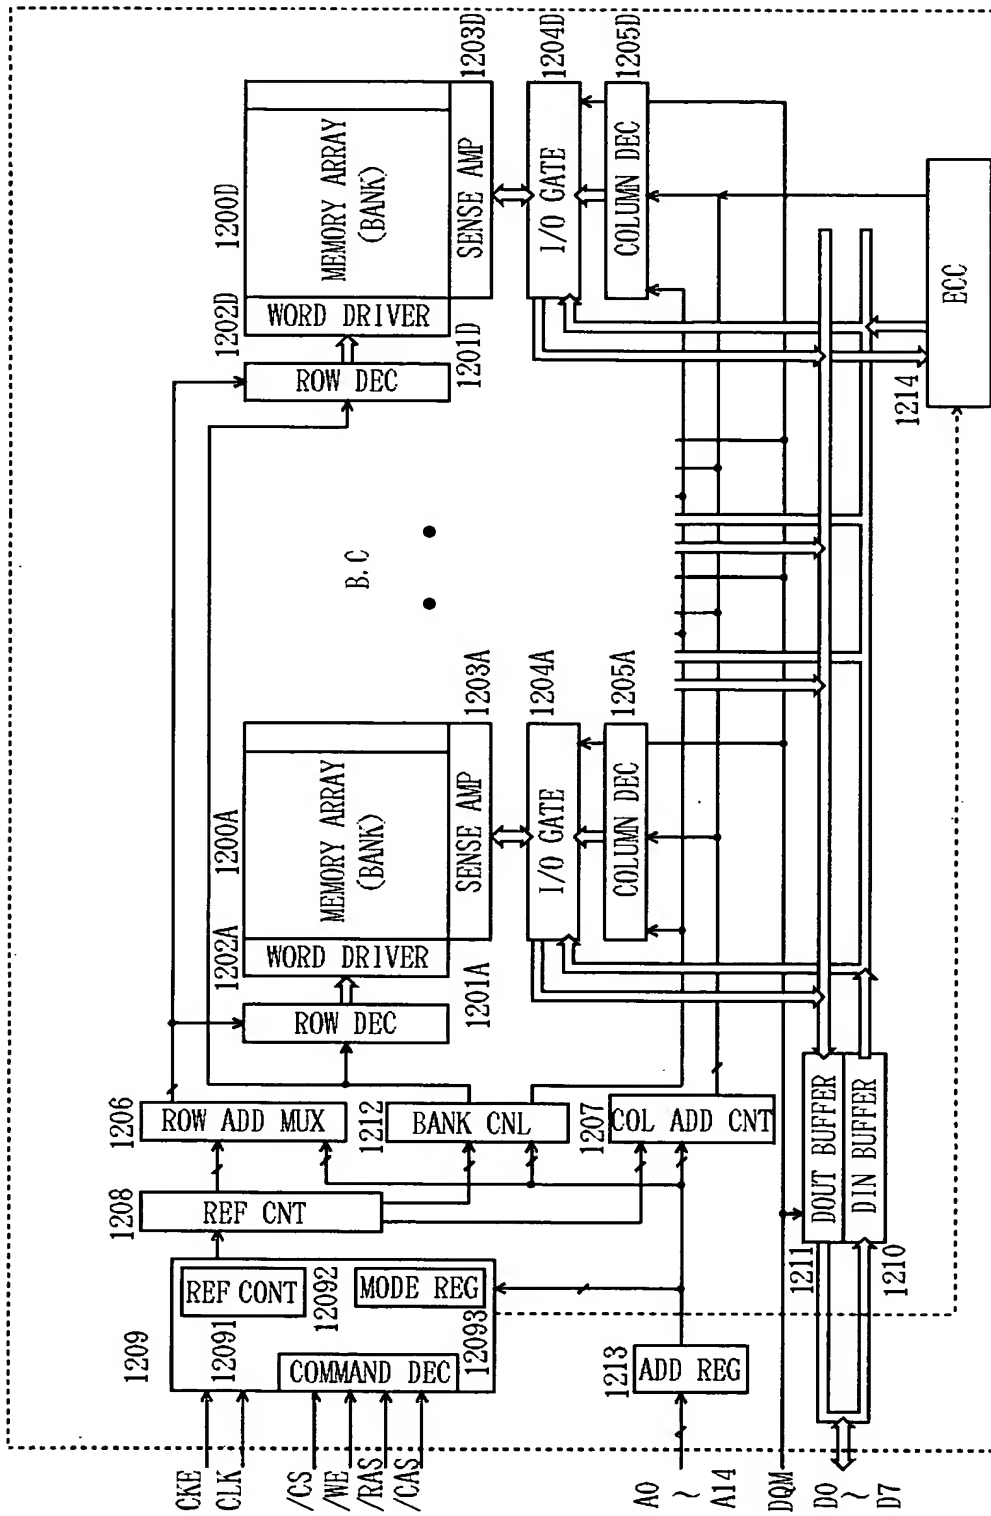 CKE
CLK
/CS
/WE
/RAS
/CAS
A0
~
A14
DQM
D0
~
D7
1209
12091
REF CONT
12092
MODE REG
12093
COMMAND DEC
1213
ADD REG
1208
REF CNT
1206
ROW ADD MUX
1212
BANK CNL
1207
COL ADD CNT
1211
DOUT BUFFER
DIN BUFFER
1210
1202A
1200A
WORD DRIVER
MEMORY ARRAY
(BANK)
SENSE AMP
1203A
ROW DEC
1201A
I/O GATE
1204A
COLUMN DEC
1205A
B.C
1202D
1200D
WORD DRIVER
MEMORY ARRAY
(BANK)
SENSE AMP
1203D
ROW DEC
1201D
I/O GATE
1204D
COLUMN DEC
1205D
1214
ECC